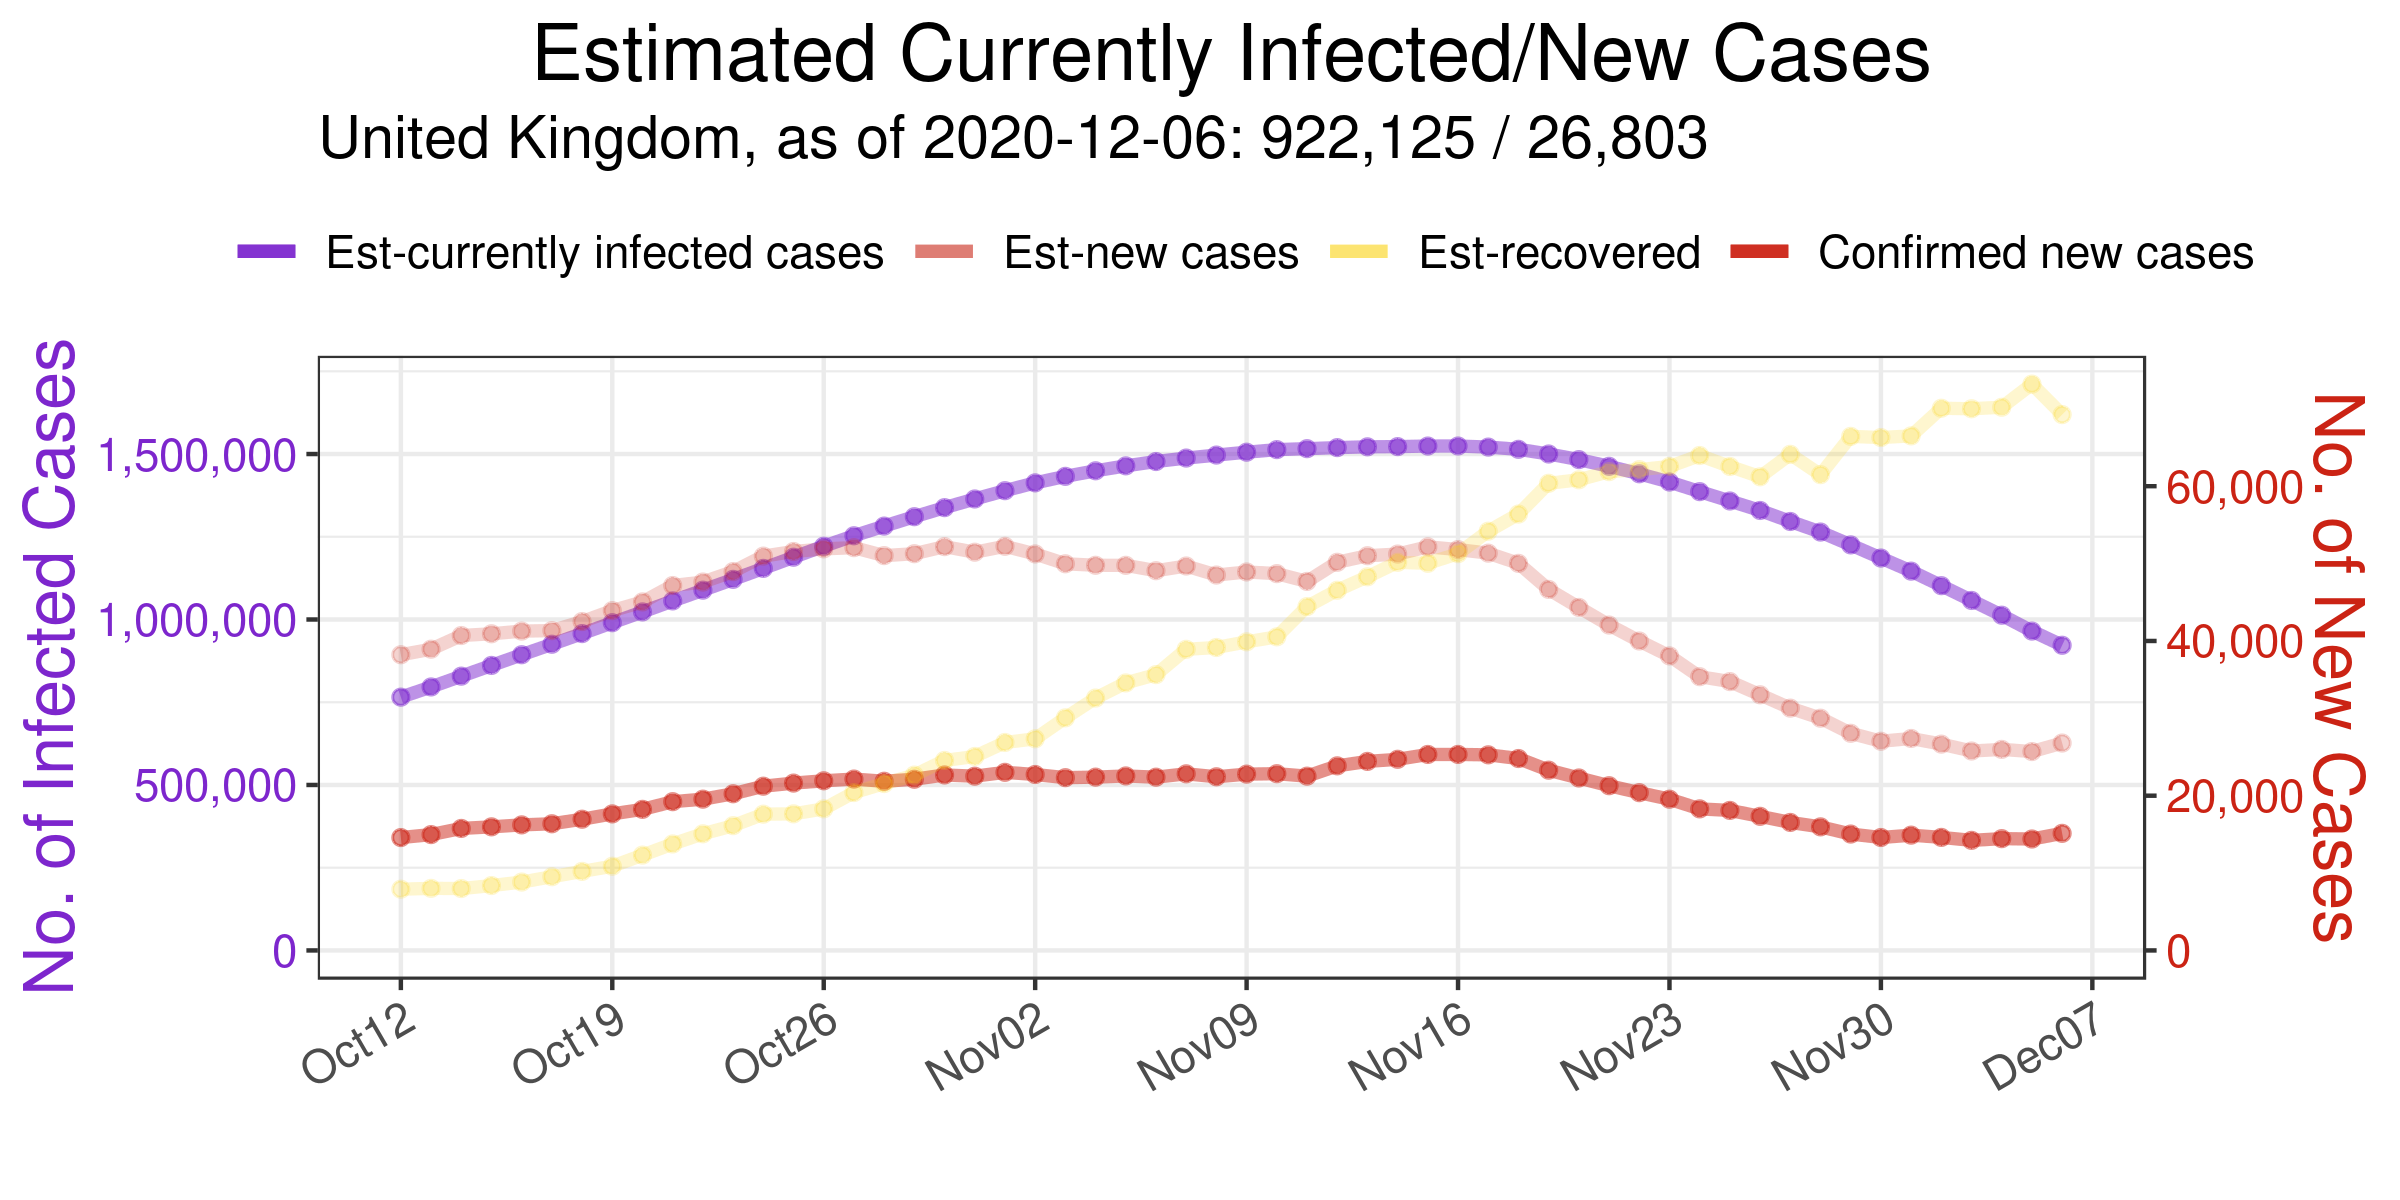 Estimated Currently Infected/New Cases
United Kingdom, as of 2020-12-06: 922,125 / 26,803
Est-currently infected cases Est-new cases Est-recovered Confirmed new cases
No. of Infected Cases
1,500,000
1,000,000
500,000
0
60,000
40,000
20,000
0
No. of New Cases
Oct12 Oct19 Oct26 Nov02 Nov09 Nov16 Nov23 Nov30 Dec07